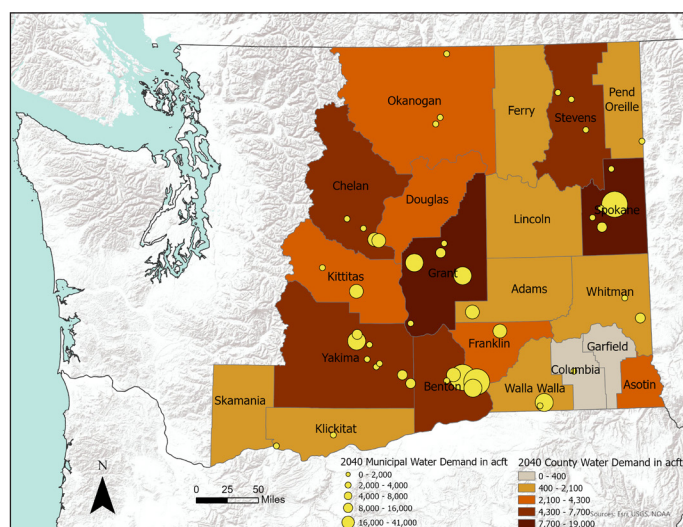 Okanogan
Ferry
Stevens
Pend
Oreille
Chelan
Douglas
Spokane
Lincoln
Kittitas
Grant
Adams
Whitman
Yakima
Franklin
Garfield
Columbia
Benton
Walla Walla
Asotin
Skamania
Klickitat
N
0 25 50
Miles
2040 Municipal Water Demand in acft
0 - 2,000
2,000 - 4,000
4,000 - 8,000
8,000 - 16,000
16,000 - 41,000
2040 County Water Demand in acft
0 - 400
400 - 2,100
2,100 - 4,300
4,300 - 7,700
7,700 - 19,000
Sources: Esri, USGS, NOAA